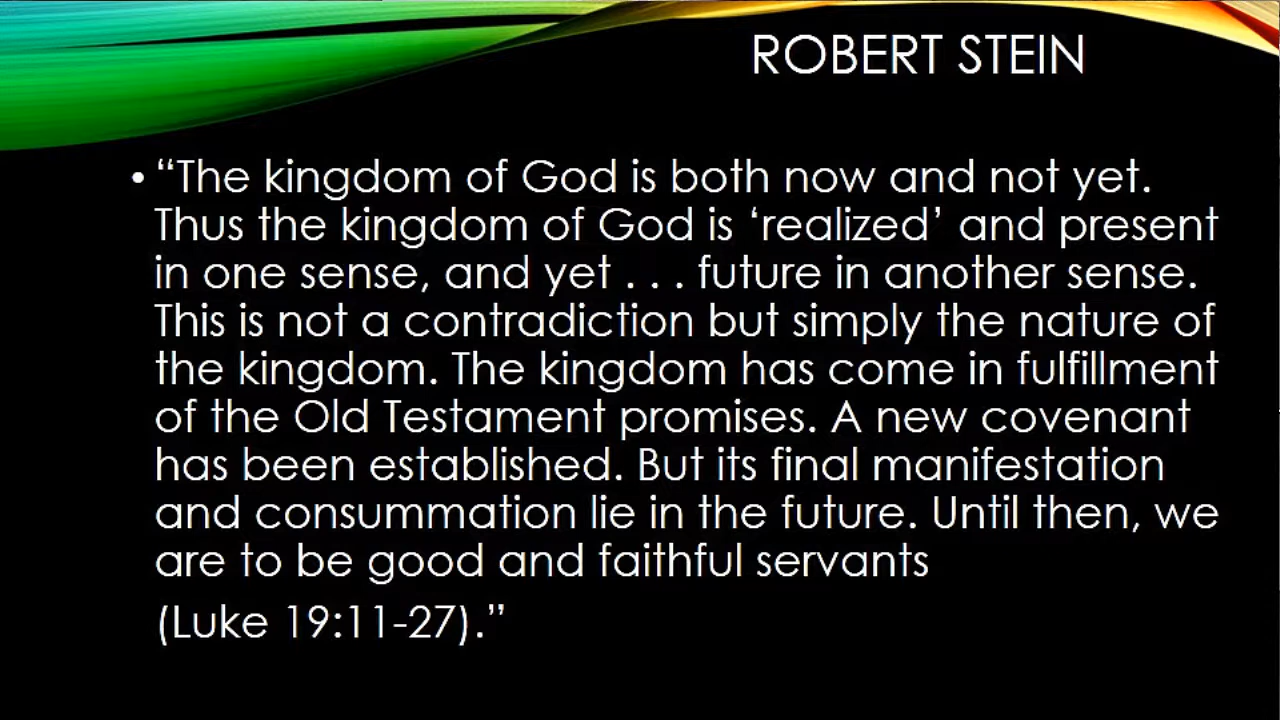 ROBERT STEIN
• “The kingdom of God is both now and not yet.
Thus the kingdom of God is ‘realized’ and present
in one sense, and yet . . . future in another sense.
This is not a contradiction but simply the nature of
the kingdom. The kingdom has come in fulfillment
of the Old Testament promises. A new covenant
has been established. But its final manifestation
and consummation lie in the future. Until then, we
are to be good and faithful servants
(Luke 19:11-27).”